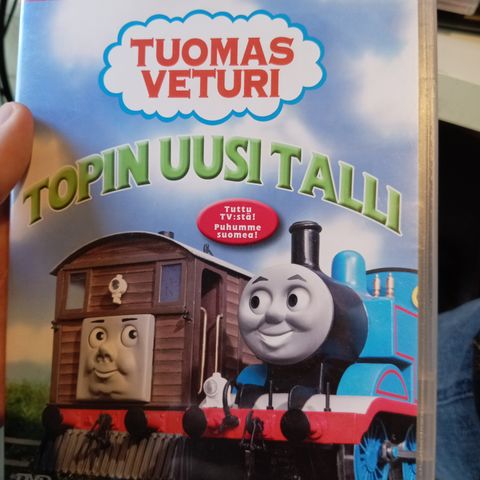 TUOMAS
VETURI
TOPIN UUSI TALLI
Tuttu
TV:stä!
Puhumme
suomea!